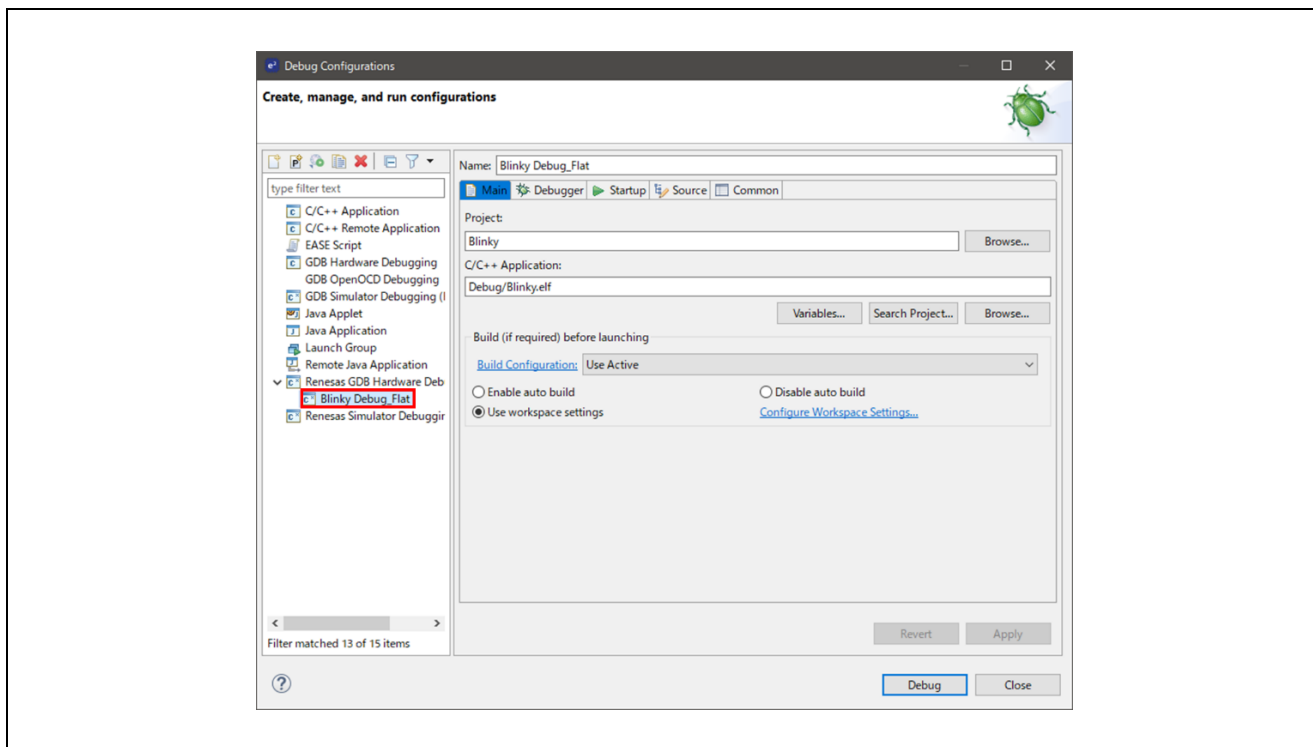 Debug Configurations
Create, manage, and run configurations
type filter text
C/C++ Application
C/C++ Remote Application
EASE Script
GDB Hardware Debugging
GDB OpenOCD Debugging
GDB Simulator Debugging (
Java Applet
Java Application
Launch Group
Remote Java Application
Renesas GDB Hardware Deb
Blinky Debug_Flat
Renesas Simulator Debuggir
Filter matched 13 of 15 items
Name: Blinky Debug_Flat
Main Debugger Startup Source Common
Project:
Blinky Browse...
C/C++ Application:
Debug/Blinky.elf
Variables... Search Project... Browse...
Build (if required) before launching
Build Configuration: Use Active
Enable auto build Disable auto build
Use workspace settings Configure Workspace Settings...
Revert Apply
Debug Close